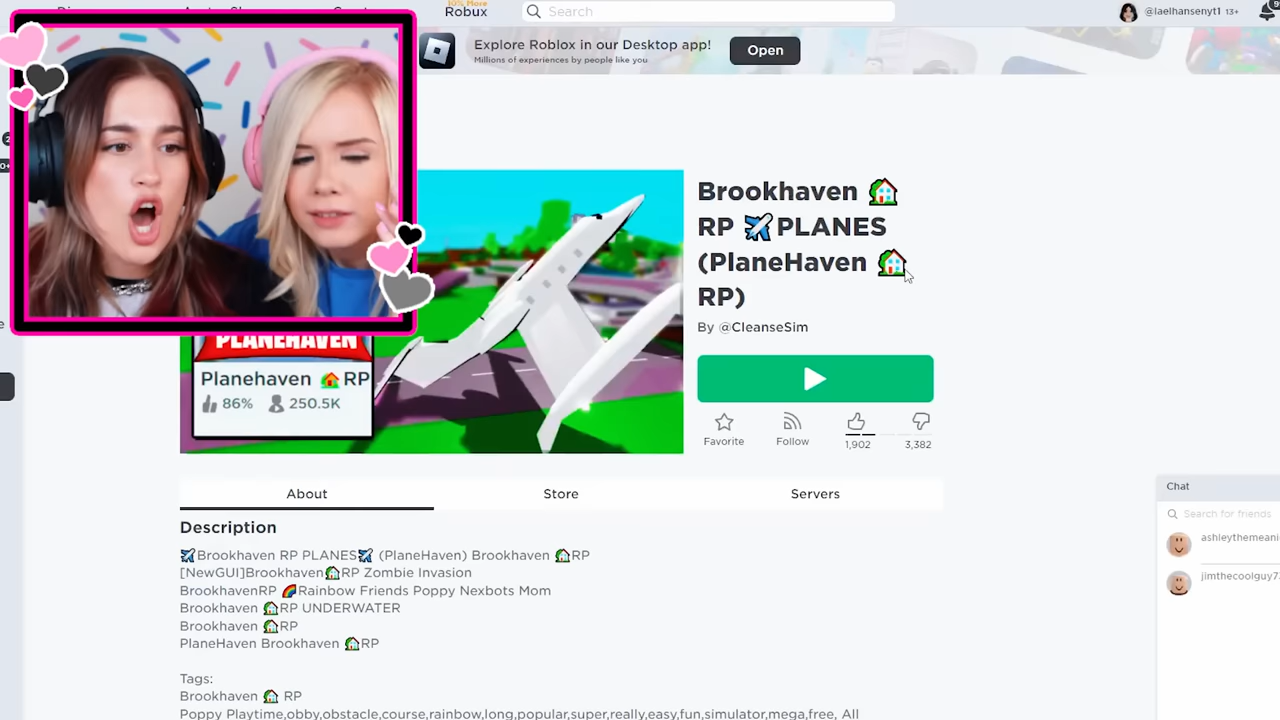 10% More
Robux
Search
@laelhansenyt1 13+
Explore Roblox in our Desktop app!
Millions of experiences by people like you
Open
Brookhaven 🏠
RP ✈️PLANES
(PlaneHaven 🏠
RP)
By @CleanseSim
PLANEHAVEN
Planehaven 🏠RP
86% 250.5K
Favorite
Follow
1,902
3,382
About
Store
Servers
Description
✈️Brookhaven RP PLANES✈️ (PlaneHaven) Brookhaven 🏠RP
[NewGUI]Brookhaven🏠RP Zombie Invasion
BrookhavenRP 🌈Rainbow Friends Poppy Nexbots Mom
Brookhaven 🏠RP UNDERWATER
Brookhaven 🏠RP
PlaneHaven Brookhaven 🏠RP
Tags:
Brookhaven 🏠 RP
Poppy Playtime,obby,obstacle,course,rainbow,long,popular,super,really,easy,fun,simulator,mega,free, All
Chat
Search for friends
ashleythemeani
jimthecoolguy7